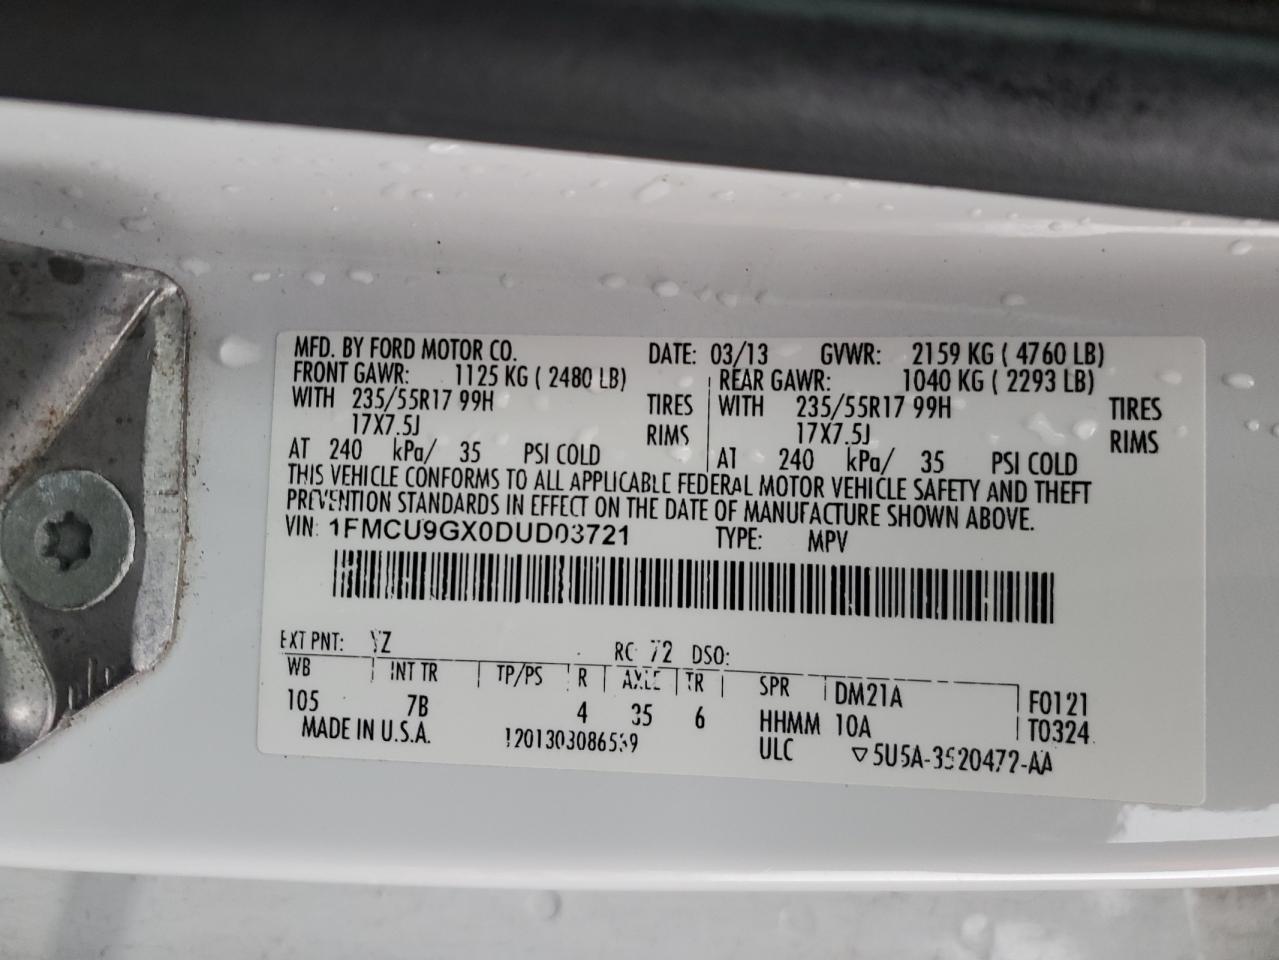 MFD. BY FORD MOTOR CO. DATE: 03/13 GVWR: 2159 KG ( 4760 LB)
FRONT GAWR: 1125 KG ( 2480 LB) REAR GAWR: 1040 KG ( 2293 LB)
WITH 235/55R17 99H TIRES WITH 235/55R17 99H TIRES
17X7.5J RIMS 17X7.5J RIMS
AT 240 kPa/ 35 PSI COLD AT 240 kPa/ 35 PSI COLD
THIS VEHICLE CONFORMS TO ALL APPLICABLE FEDERAL MOTOR VEHICLE SAFETY AND THEFT
PREVENTION STANDARDS IN EFFECT ON THE DATE OF MANUFACTURE SHOWN ABOVE.
VIN: 1FMCU9GX0DUD03721 TYPE: MPV
EXT PNT: YZ RC: 72 DSO:
WB INT TR TP/PS R AXLE TR SPR DM21A F0121
105 7B 4 35 6 HHMM 10A T0324
MADE IN U.S.A. ULC ▽5U5A-3520472-AA